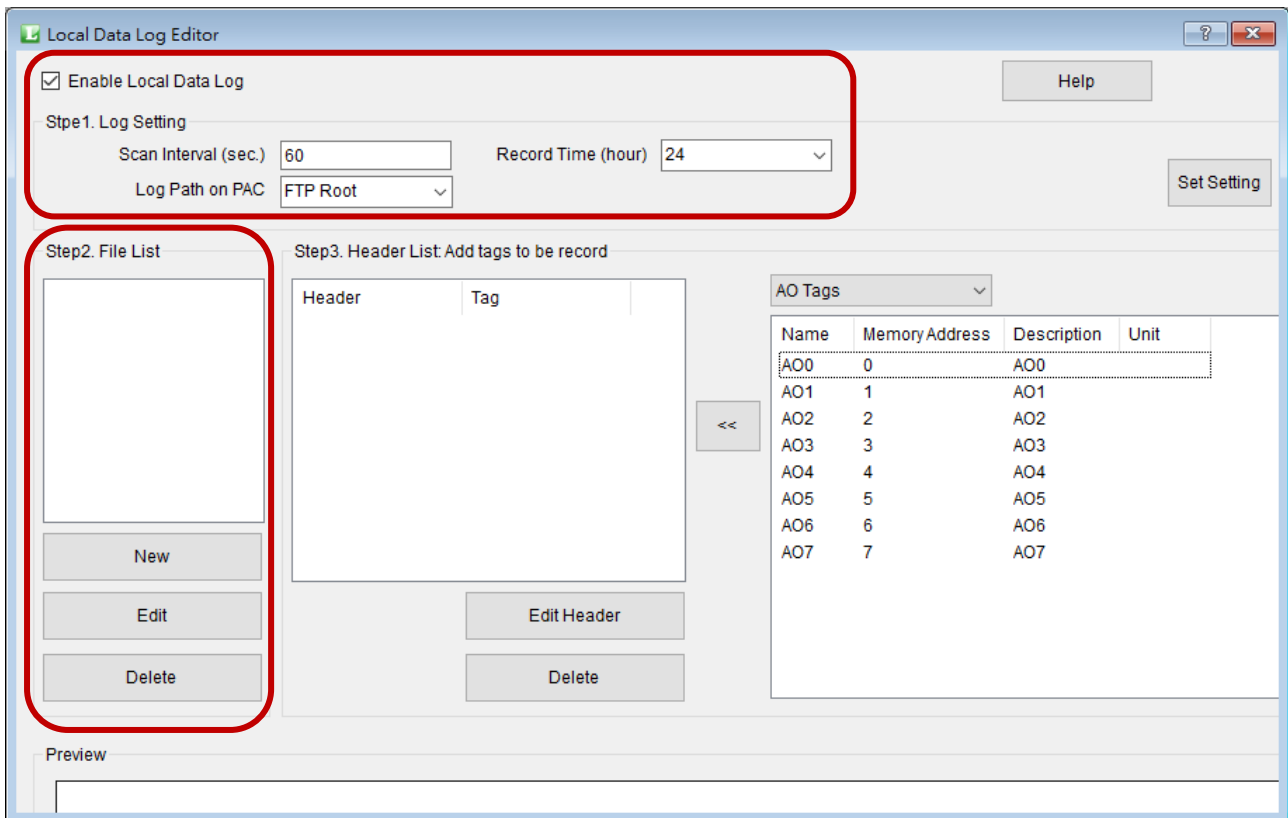 Local Data Log Editor
Enable Local Data Log
Help
Stpe1. Log Setting
Scan Interval (sec.) 60 Record Time (hour) 24
Log Path on PAC FTP Root
Set Setting
Step2. File List
New
Edit
Delete
Step3. Header List: Add tags to be record
Header Tag
Edit Header
Delete
<<
AO Tags
Name Memory Address Description Unit
AO0 0 AO0
AO1 1 AO1
AO2 2 AO2
AO3 3 AO3
AO4 4 AO4
AO5 5 AO5
AO6 6 AO6
AO7 7 AO7
Preview